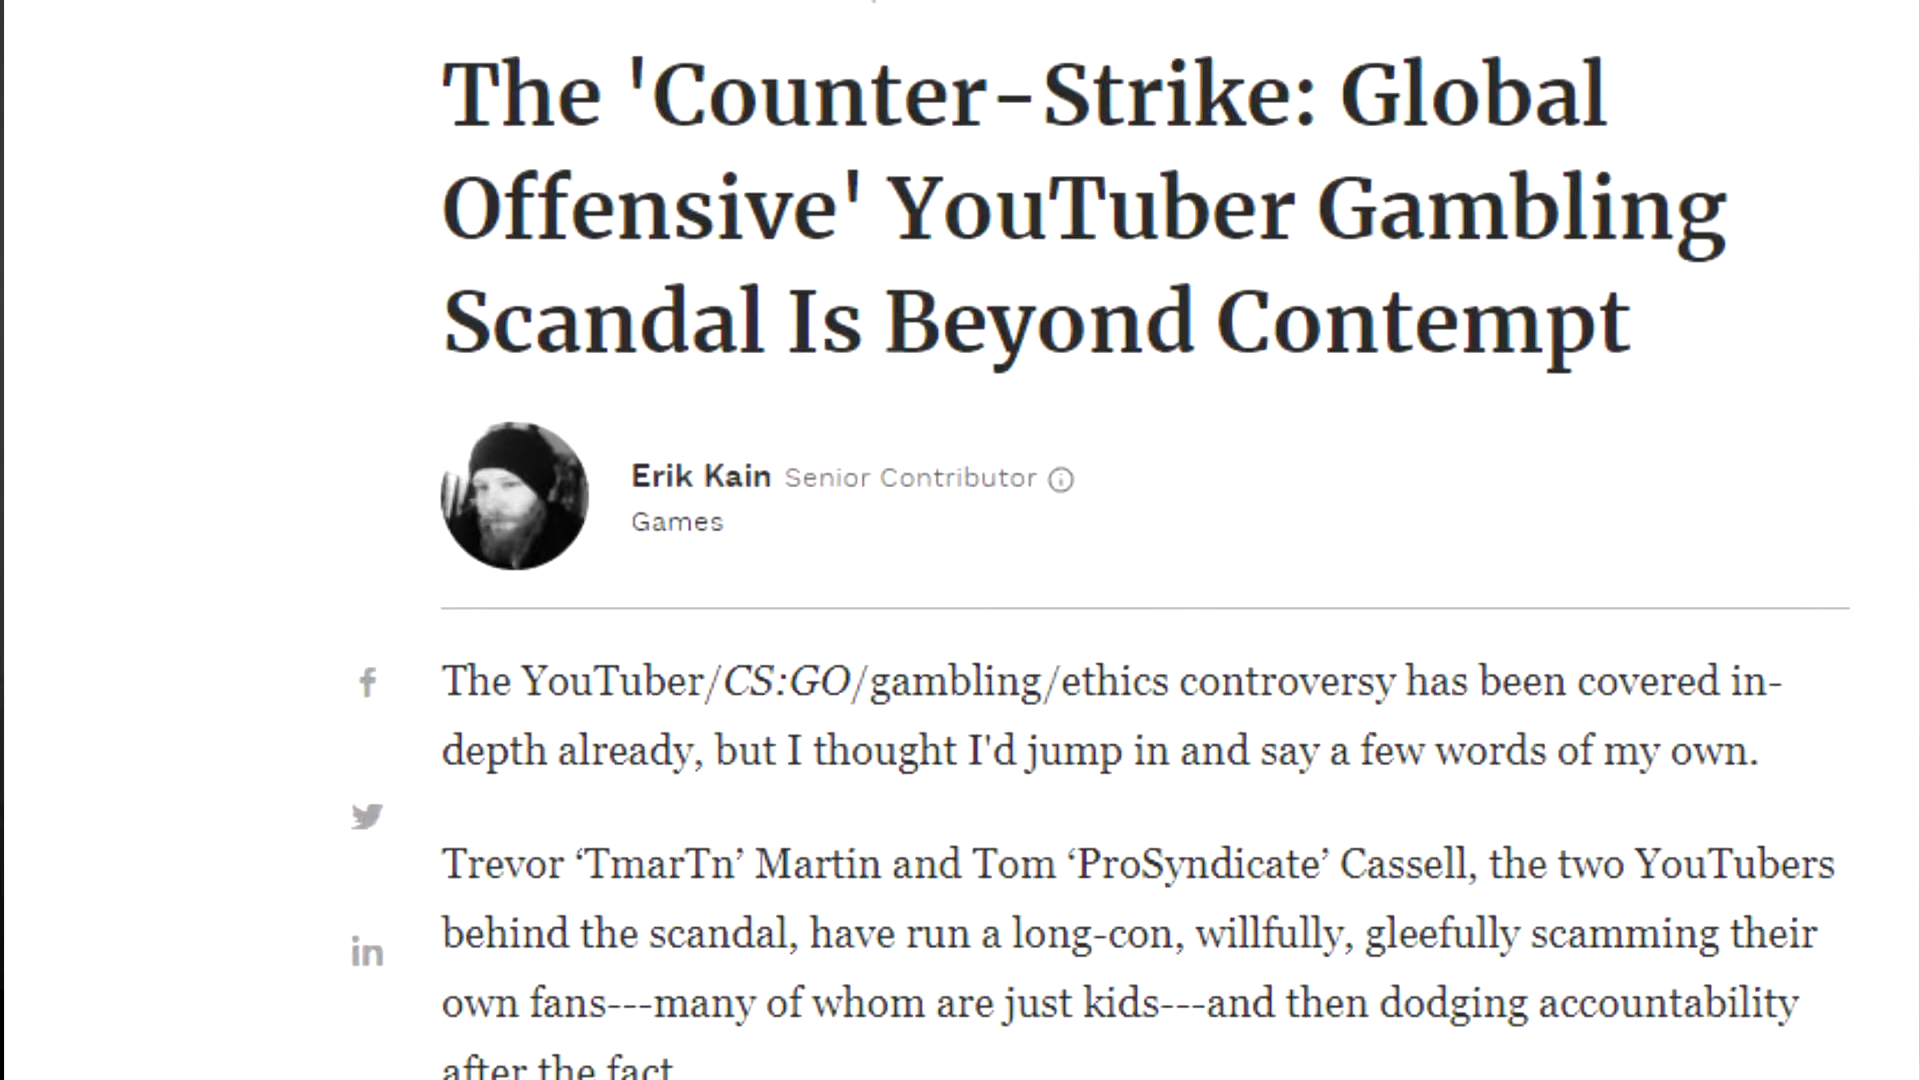 The 'Counter-Strike: Global
Offensive' YouTuber Gambling
Scandal Is Beyond Contempt
Erik Kain Senior Contributor
Games
The YouTuber/CS:GO/gambling/ethics controversy has been covered in-
depth already, but I thought I'd jump in and say a few words of my own.
Trevor ‘TmarTn’ Martin and Tom ‘ProSyndicate’ Cassell, the two YouTubers
behind the scandal, have run a long-con, willfully, gleefully scamming their
own fans---many of whom are just kids---and then dodging accountability
after the fact